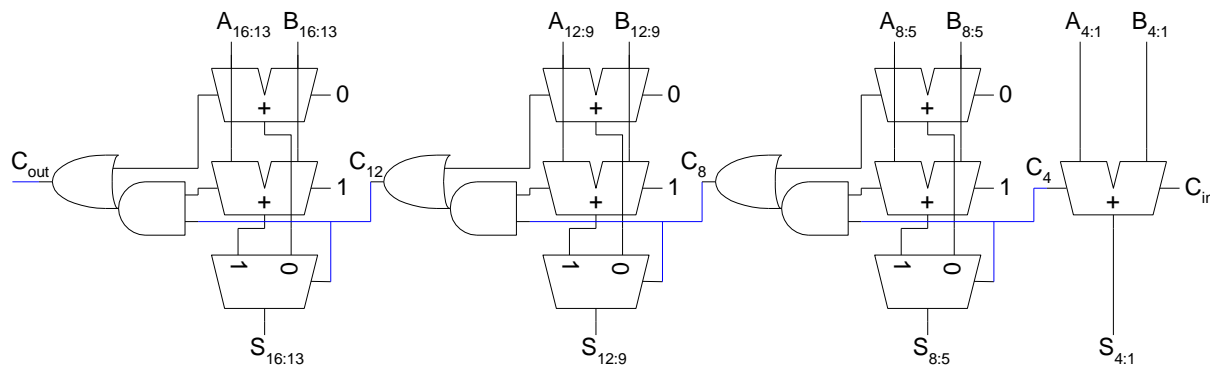 A16:13 B16:13 A12:9 B12:9 A8:5 B8:5 A4:1 B4:1
0 0 0
+ + +
Cout C12 C8 C4
1 1 1 Cin
+ + + +
1 0 1 0 1 0
S16:13 S12:9 S8:5 S4:1